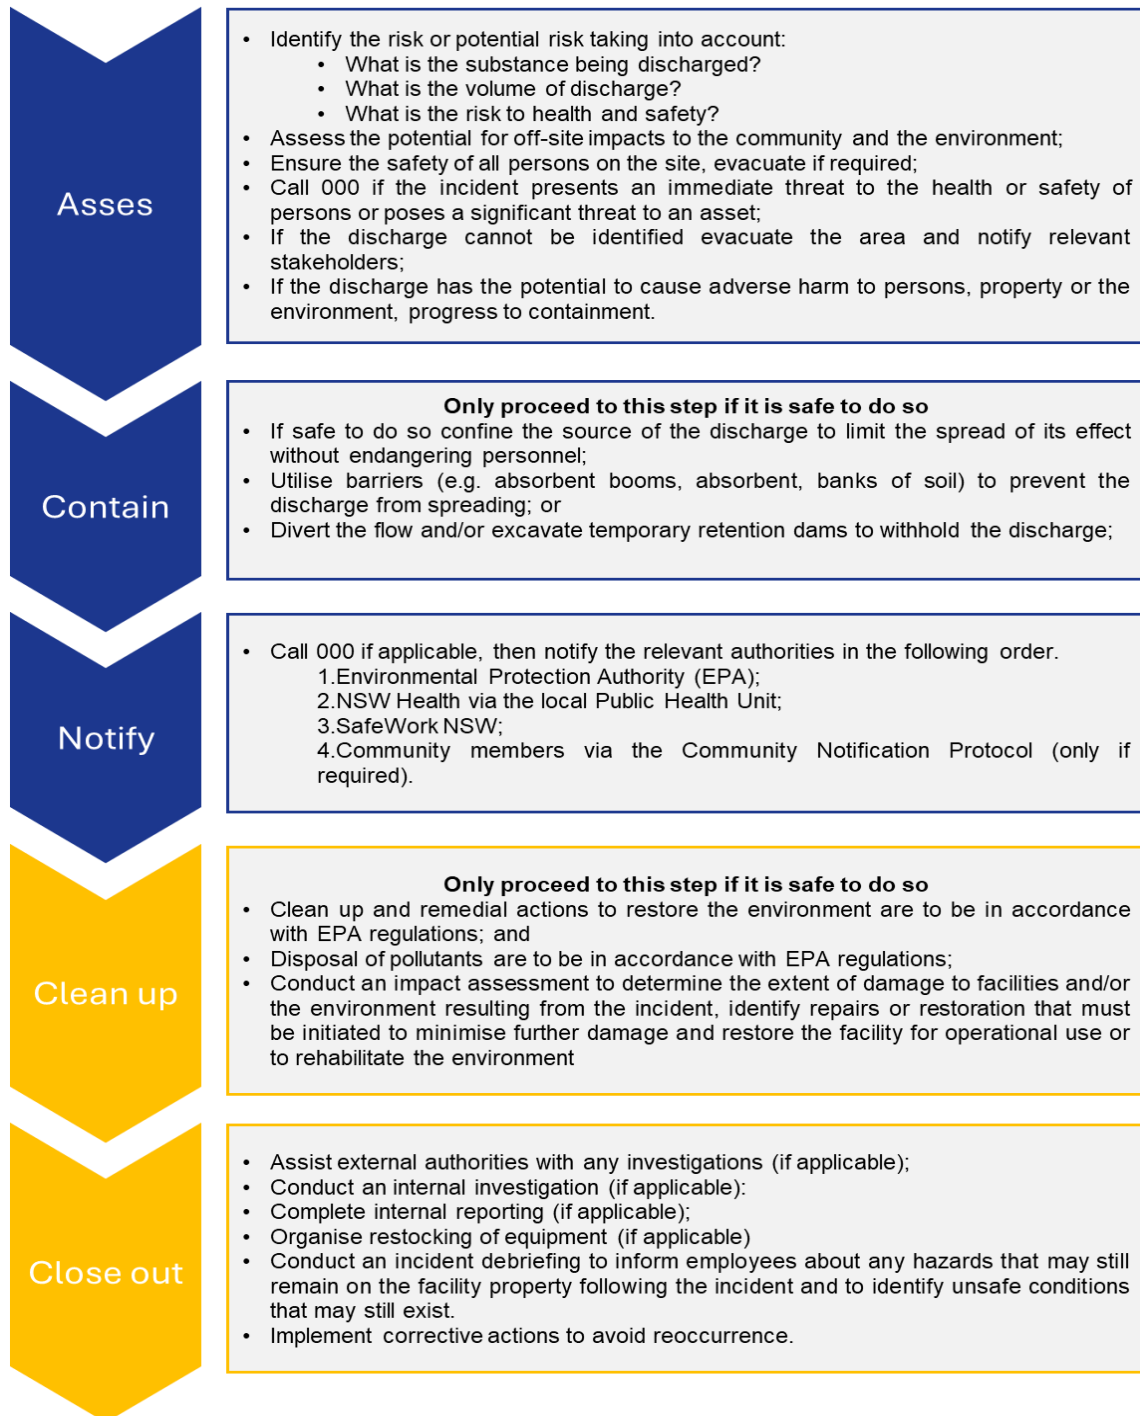 Asses
• Identify the risk or potential risk taking into account:
• What is the substance being discharged?
• What is the volume of discharge?
• What is the risk to health and safety?
• Assess the potential for off-site impacts to the community and the environment;
• Ensure the safety of all persons on the site, evacuate if required;
• Call 000 if the incident presents an immediate threat to the health or safety of
persons or poses a significant threat to an asset;
• If the discharge cannot be identified evacuate the area and notify relevant
stakeholders;
• If the discharge has the potential to cause adverse harm to persons, property or the
environment, progress to containment.
Contain
Only proceed to this step if it is safe to do so
• If safe to do so confine the source of the discharge to limit the spread of its effect
without endangering personnel;
• Utilise barriers (e.g. absorbent booms, absorbent, banks of soil) to prevent the
discharge from spreading; or
• Divert the flow and/or excavate temporary retention dams to withhold the discharge;
Notify
• Call 000 if applicable, then notify the relevant authorities in the following order.
1.Environmental Protection Authority (EPA);
2.NSW Health via the local Public Health Unit;
3.SafeWork NSW;
4.Community members via the Community Notification Protocol (only if
required).
Clean up
Only proceed to this step if it is safe to do so
• Clean up and remedial actions to restore the environment are to be in accordance
with EPA regulations; and
• Disposal of pollutants are to be in accordance with EPA regulations;
• Conduct an impact assessment to determine the extent of damage to facilities and/or
the environment resulting from the incident, identify repairs or restoration that must
be initiated to minimise further damage and restore the facility for operational use or
to rehabilitate the environment
Close out
• Assist external authorities with any investigations (if applicable);
• Conduct an internal investigation (if applicable):
• Complete internal reporting (if applicable);
• Organise restocking of equipment (if applicable)
• Conduct an incident debriefing to inform employees about any hazards that may still
remain on the facility property following the incident and to identify unsafe conditions
that may still exist.
• Implement corrective actions to avoid reoccurrence.